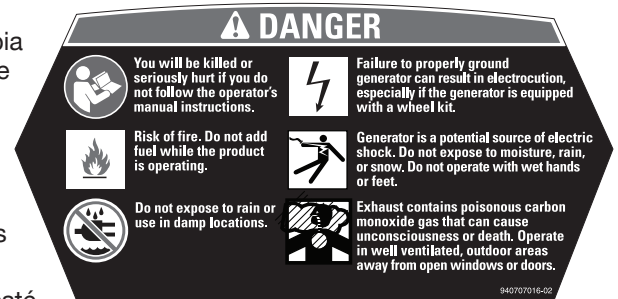 DANGER
You will be killed or
seriously hurt if you do
not follow the operator's
manual instructions.
Failure to properly ground
generator can result in electrocution,
especially if the generator is equipped
with a wheel kit.
Risk of fire. Do not add
fuel while the product
is operating.
Generator is a potential source of electric
shock. Do not expose to moisture, rain,
or snow. Do not operate with wet hands
or feet.
Do not expose to rain or
use in damp locations.
Exhaust contains poisonous carbon
monoxide gas that can cause
unconsciousness or death. Operate
in well ventilated, outdoor areas
away from open windows or doors.
940707016-02